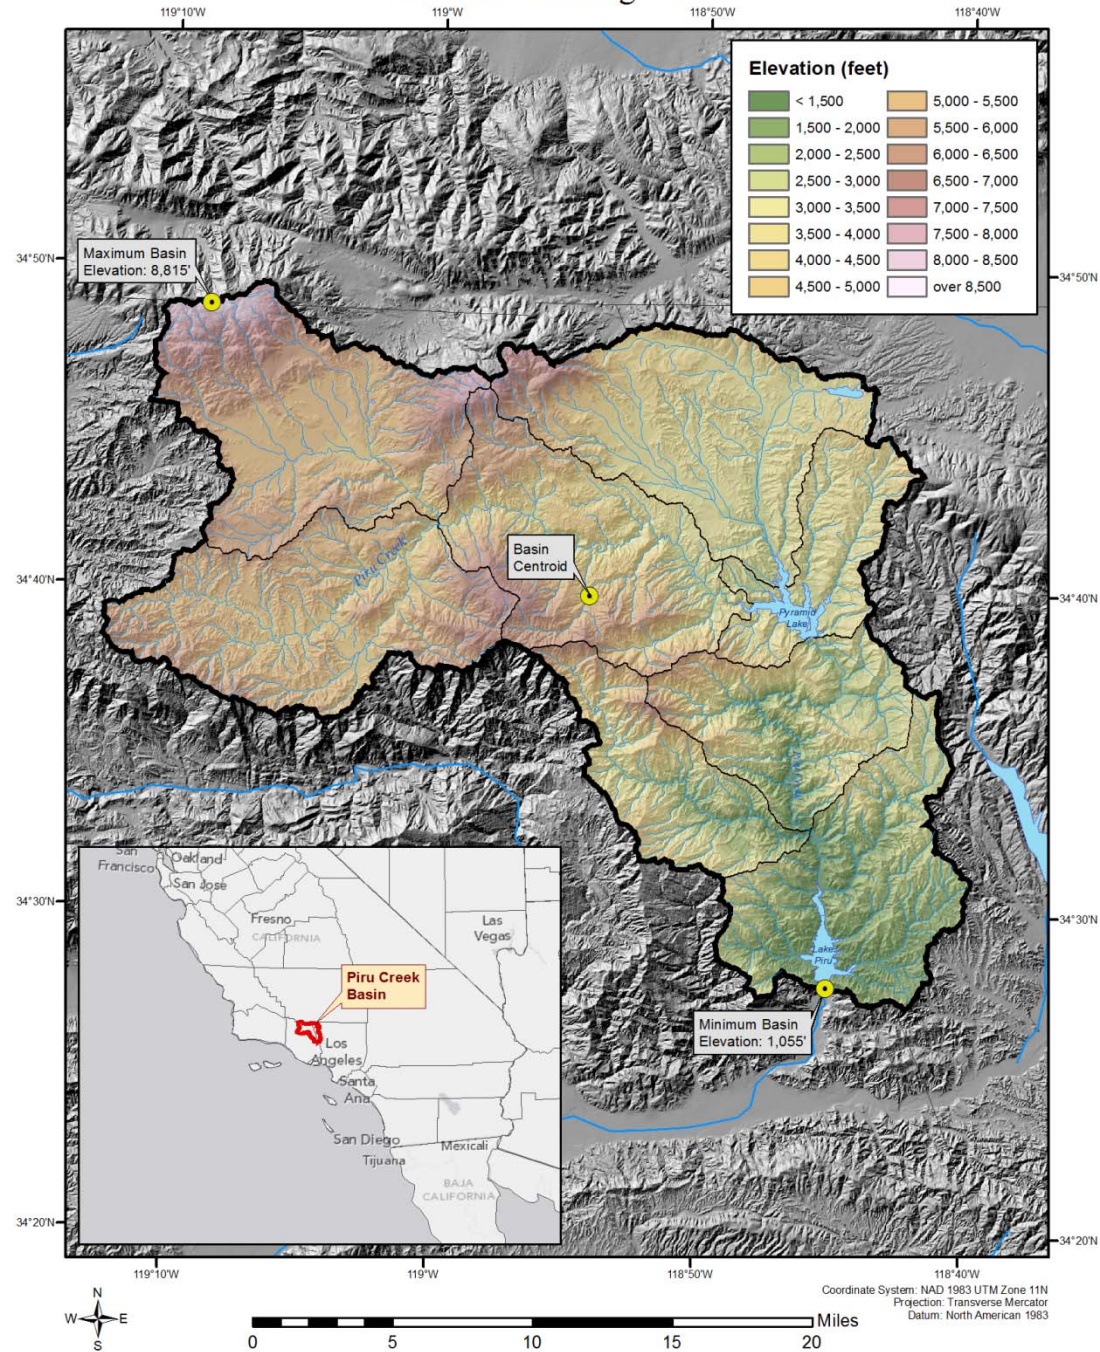 119°10'W
119°W
118°50'W
118°40'W
Elevation (feet)
< 1,500
1,500 - 2,000
2,000 - 2,500
2,500 - 3,000
3,000 - 3,500
3,500 - 4,000
4,000 - 4,500
4,500 - 5,000
5,000 - 5,500
5,500 - 6,000
6,000 - 6,500
6,500 - 7,000
7,000 - 7,500
7,500 - 8,000
8,000 - 8,500
over 8,500
Maximum Basin
Elevation: 8,815'
34°50'N
34°50'N
Basin
Centroid
Piru Creek
34°40'N
34°40'N
Pyramid
Lake
34°30'N
34°30'N
Lake
Piru
Minimum Basin
Elevation: 1,055'
San
Francisco
Oakland
San Jose
Fresno
CALIFORNIA
Las
Vegas
Piru Creek
Basin
Los
Angeles
Santa
Ana
San Diego
Tijuana
Mexicali
BAJA
CALIFORNIA
34°20'N
34°20'N
119°10'W
119°W
118°50'W
118°40'W
N
W
E
S
0
5
10
15
20
Miles
Coordinate System: NAD 1983 UTM Zone 11N
Projection: Transverse Mercator
Datum: North American 1983